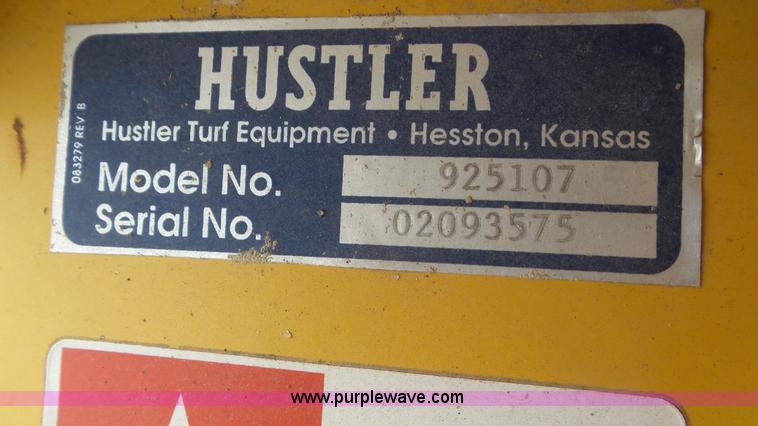 HUSTLER
Hustler Turf Equipment • Hesston, Kansas
Model No. 925107
Serial No. 02093575
083279 REV B
www.purplewave.com